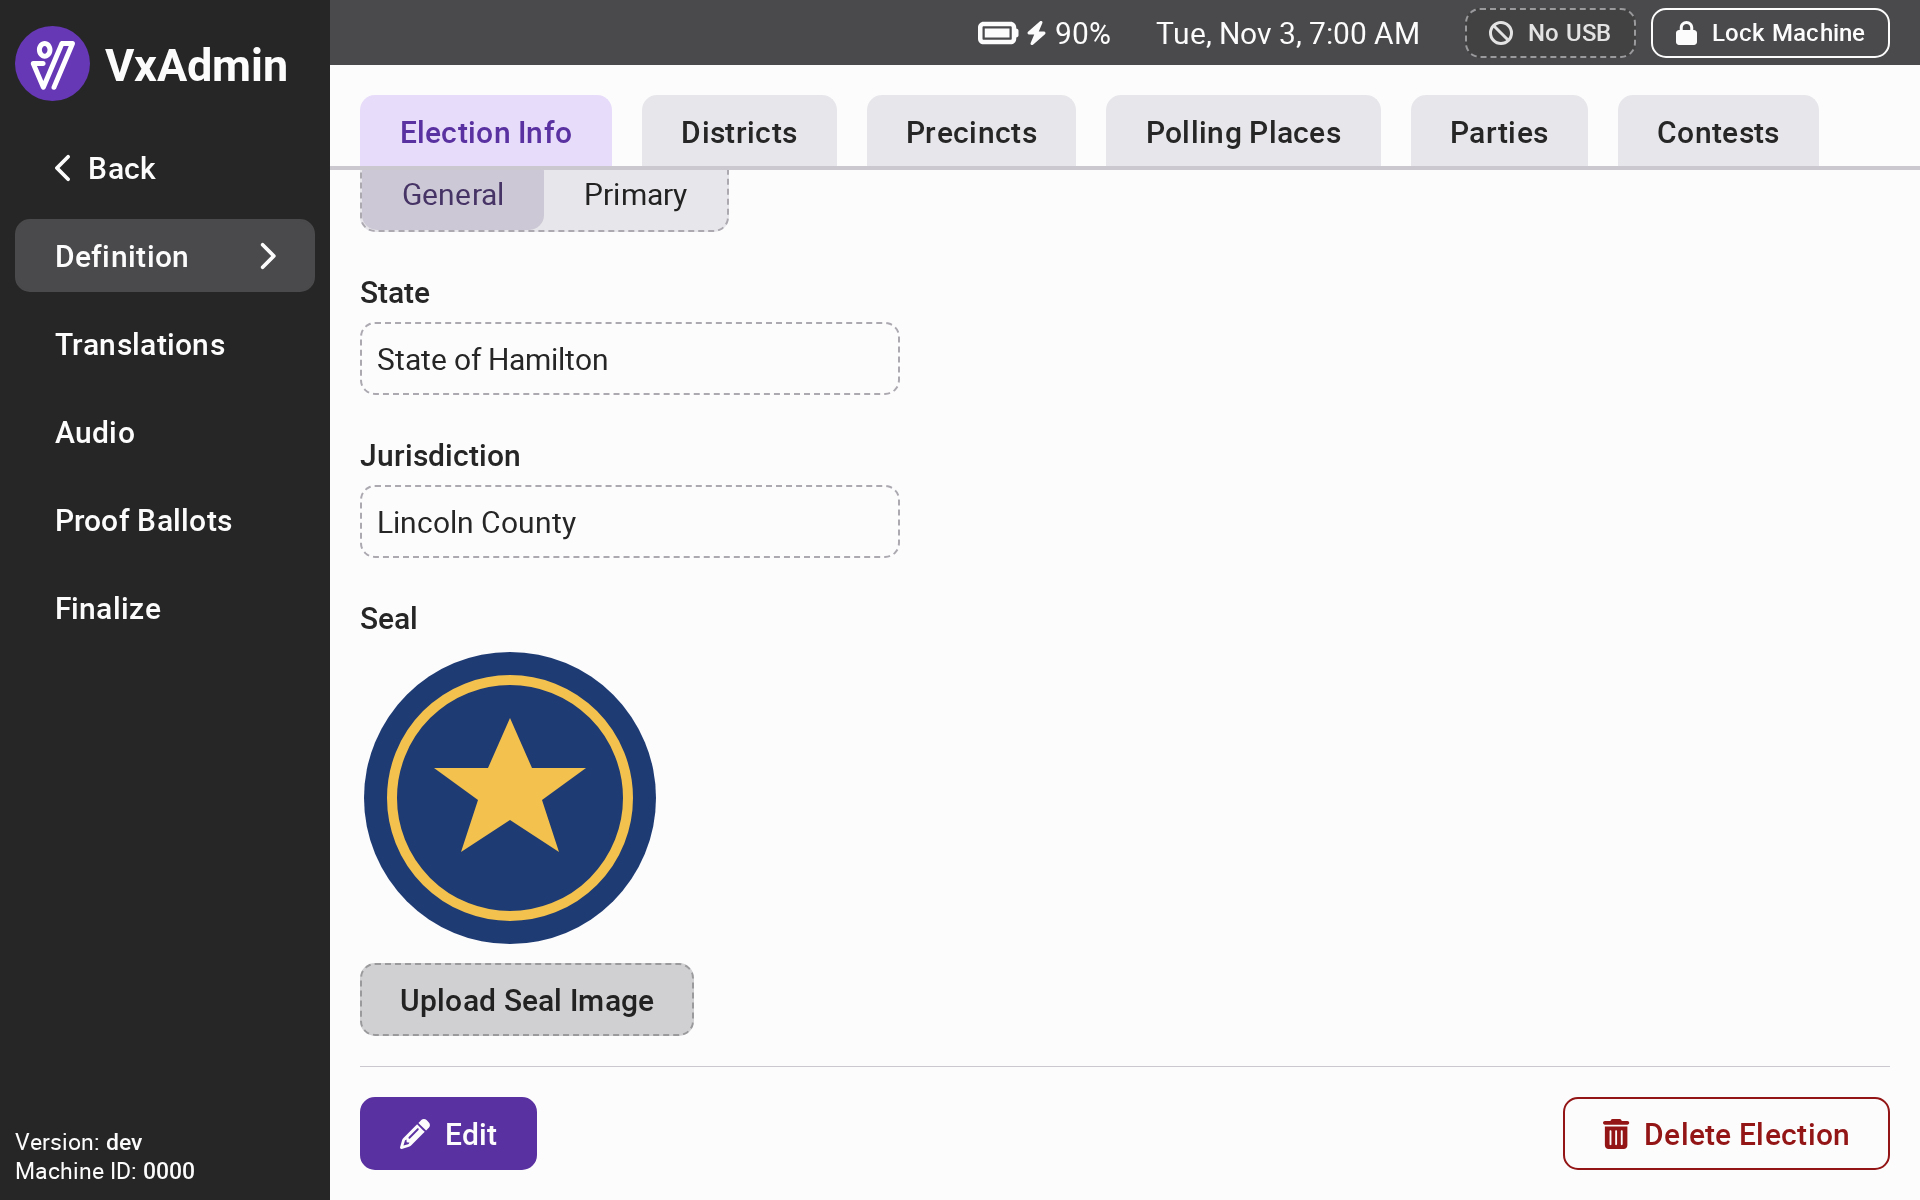 VxAdmin
90%
Tue, Nov 3, 7:00 AM
No USB
Lock Machine
Back
Definition
Translations
Audio
Proof Ballots
Finalize
Version: dev
Machine ID: 0000
Election Info
Districts
Precincts
Polling Places
Parties
Contests
General
Primary
State
State of Hamilton
Jurisdiction
Lincoln County
Seal
Upload Seal Image
Edit
Delete Election